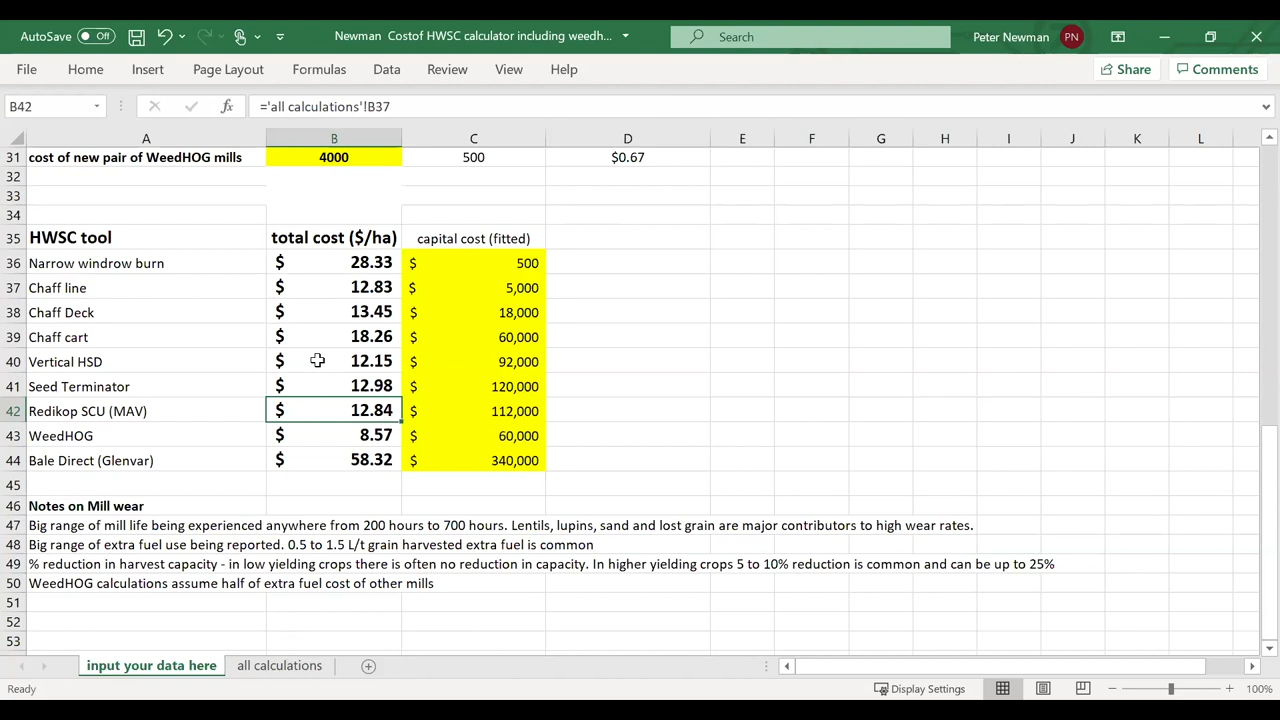 AutoSave Off Newman Costof HWSC calculator including weedh... Search Peter Newman PN
File Home Insert Page Layout Formulas Data Review View Help Share Comments
B42 fx ='all calculations'!B37
A B C D E F G H I J K L
31 cost of new pair of WeedHOG mills 4000 500 $0.67
32
33
34
35 HWSC tool total cost ($/ha) capital cost (fitted)
36 Narrow windrow burn $ 28.33 $ 500
37 Chaff line $ 12.83 $ 5,000
38 Chaff Deck $ 13.45 $ 18,000
39 Chaff cart $ 18.26 $ 60,000
40 Vertical HSD $ 12.15 $ 92,000
41 Seed Terminator $ 12.98 $ 120,000
42 Redikop SCU (MAV) $ 12.84 $ 112,000
43 WeedHOG $ 8.57 $ 60,000
44 Bale Direct (Glenvar) $ 58.32 $ 340,000
45
46 Notes on Mill wear
47 Big range of mill life being experienced anywhere from 200 hours to 700 hours. Lentils, lupins, sand and lost grain are major contributors to high wear rates.
48 Big range of extra fuel use being reported. 0.5 to 1.5 L/t grain harvested extra fuel is common
49 % reduction in harvest capacity - in low yielding crops there is often no reduction in capacity. In higher yielding crops 5 to 10% reduction is common and can be up to 25%
50 WeedHOG calculations assume half of extra fuel cost of other mills
51
52
53
input your data here all calculations
Ready Display Settings 100%